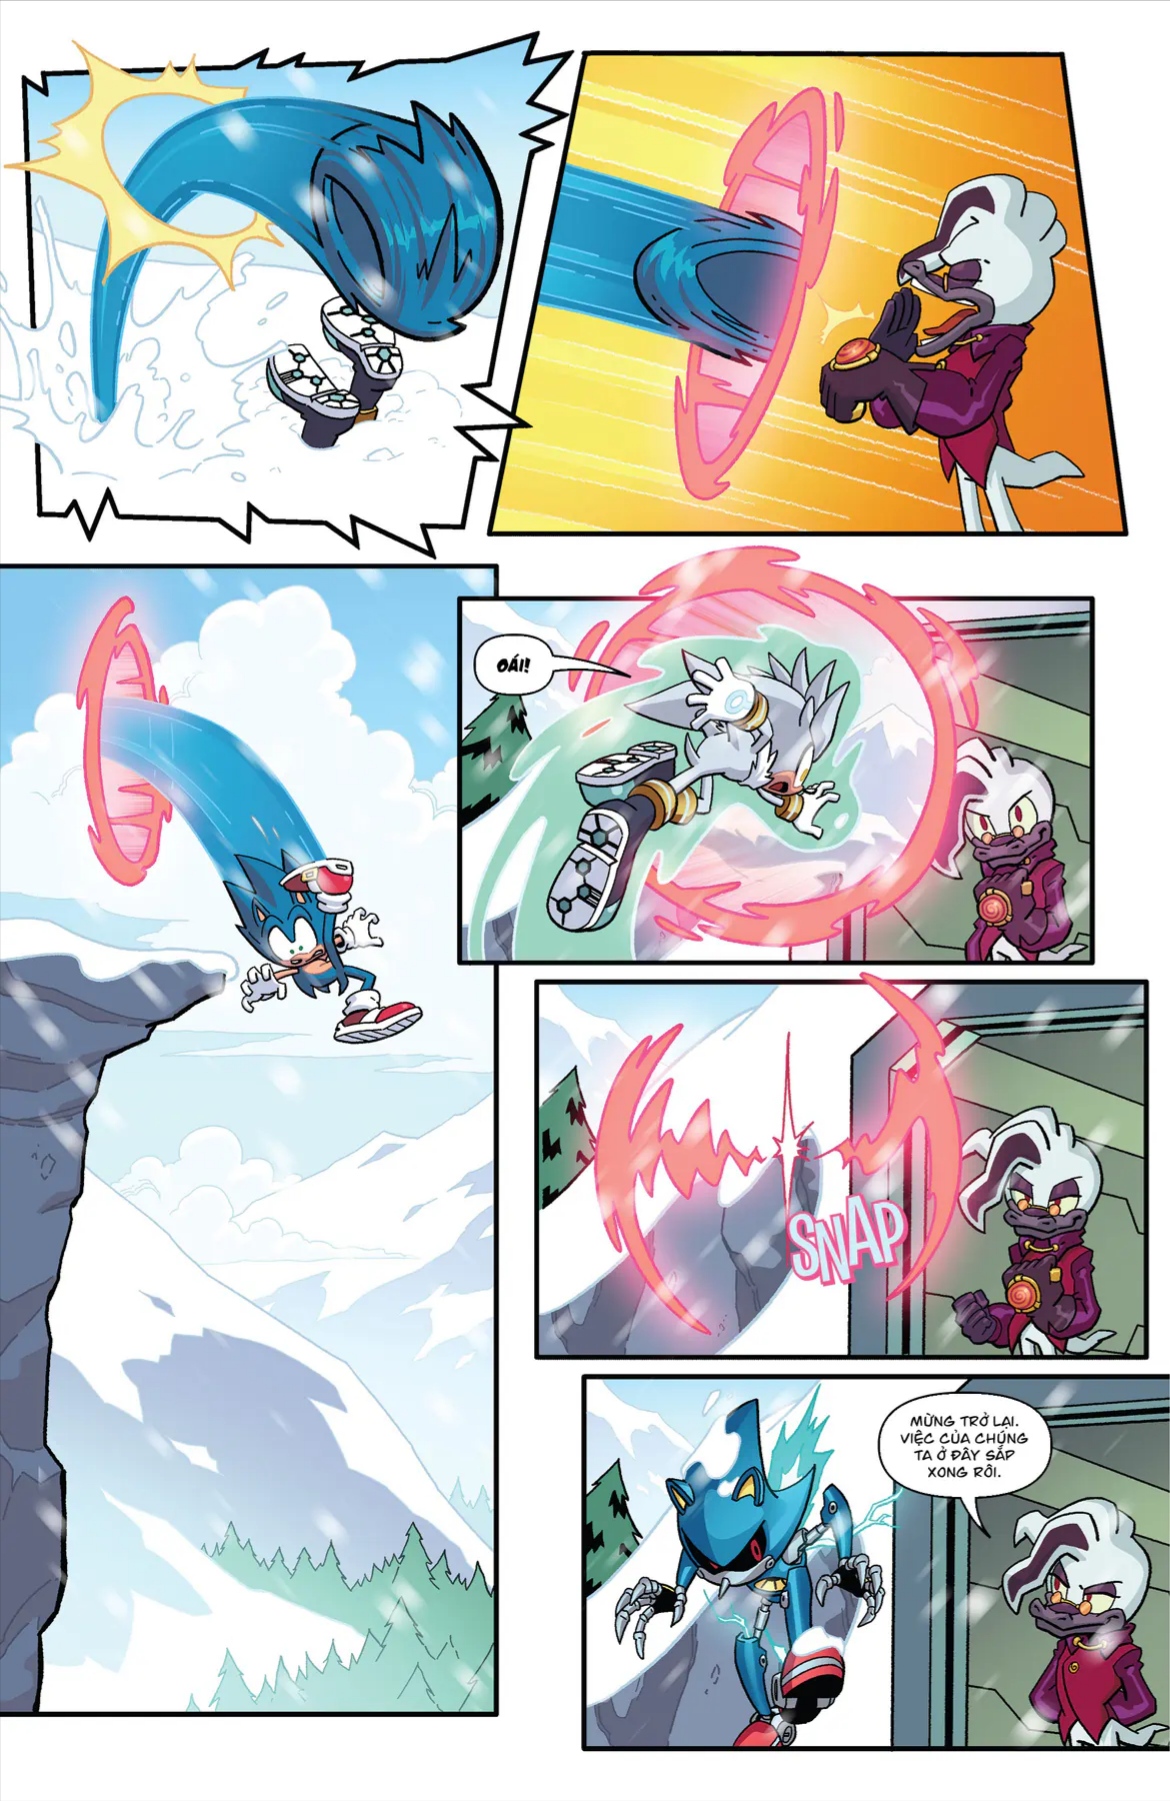 OÁI!
SNAP
MỪNG TRỞ LẠI.
VIỆC CỦA CHÚNG
TA Ở ĐÂY SẮP
XONG RỒI.